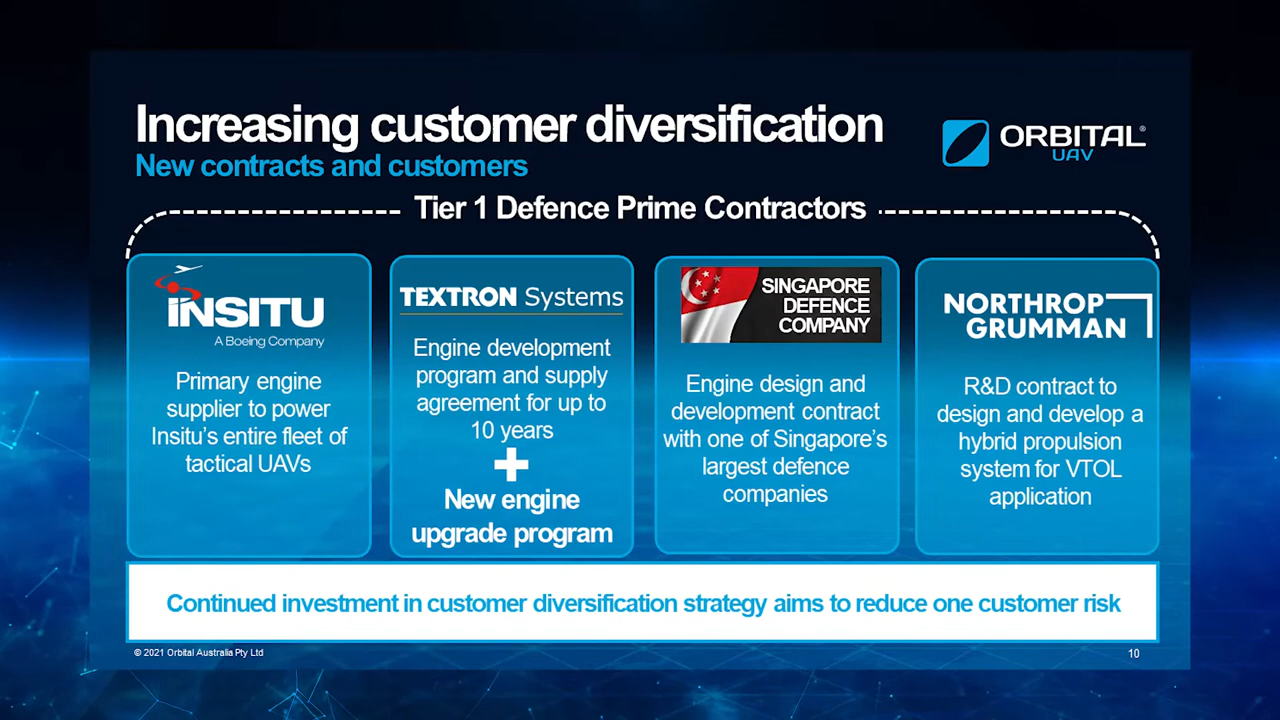 Increasing customer diversification
New contracts and customers
ORBITAL®
UAV
Tier 1 Defence Prime Contractors
INSITU
A Boeing Company
Primary engine
supplier to power
Insitu's entire fleet of
tactical UAVs
TEXTRON Systems
Engine development
program and supply
agreement for up to
10 years
+
New engine
upgrade program
SINGAPORE
DEFENCE
COMPANY
Engine design and
development contract
with one of Singapore's
largest defence
companies
NORTHROP
GRUMMAN
R&D contract to
design and develop a
hybrid propulsion
system for VTOL
application
Continued investment in customer diversification strategy aims to reduce one customer risk
© 2021 Orbital Australia Pty Ltd
10